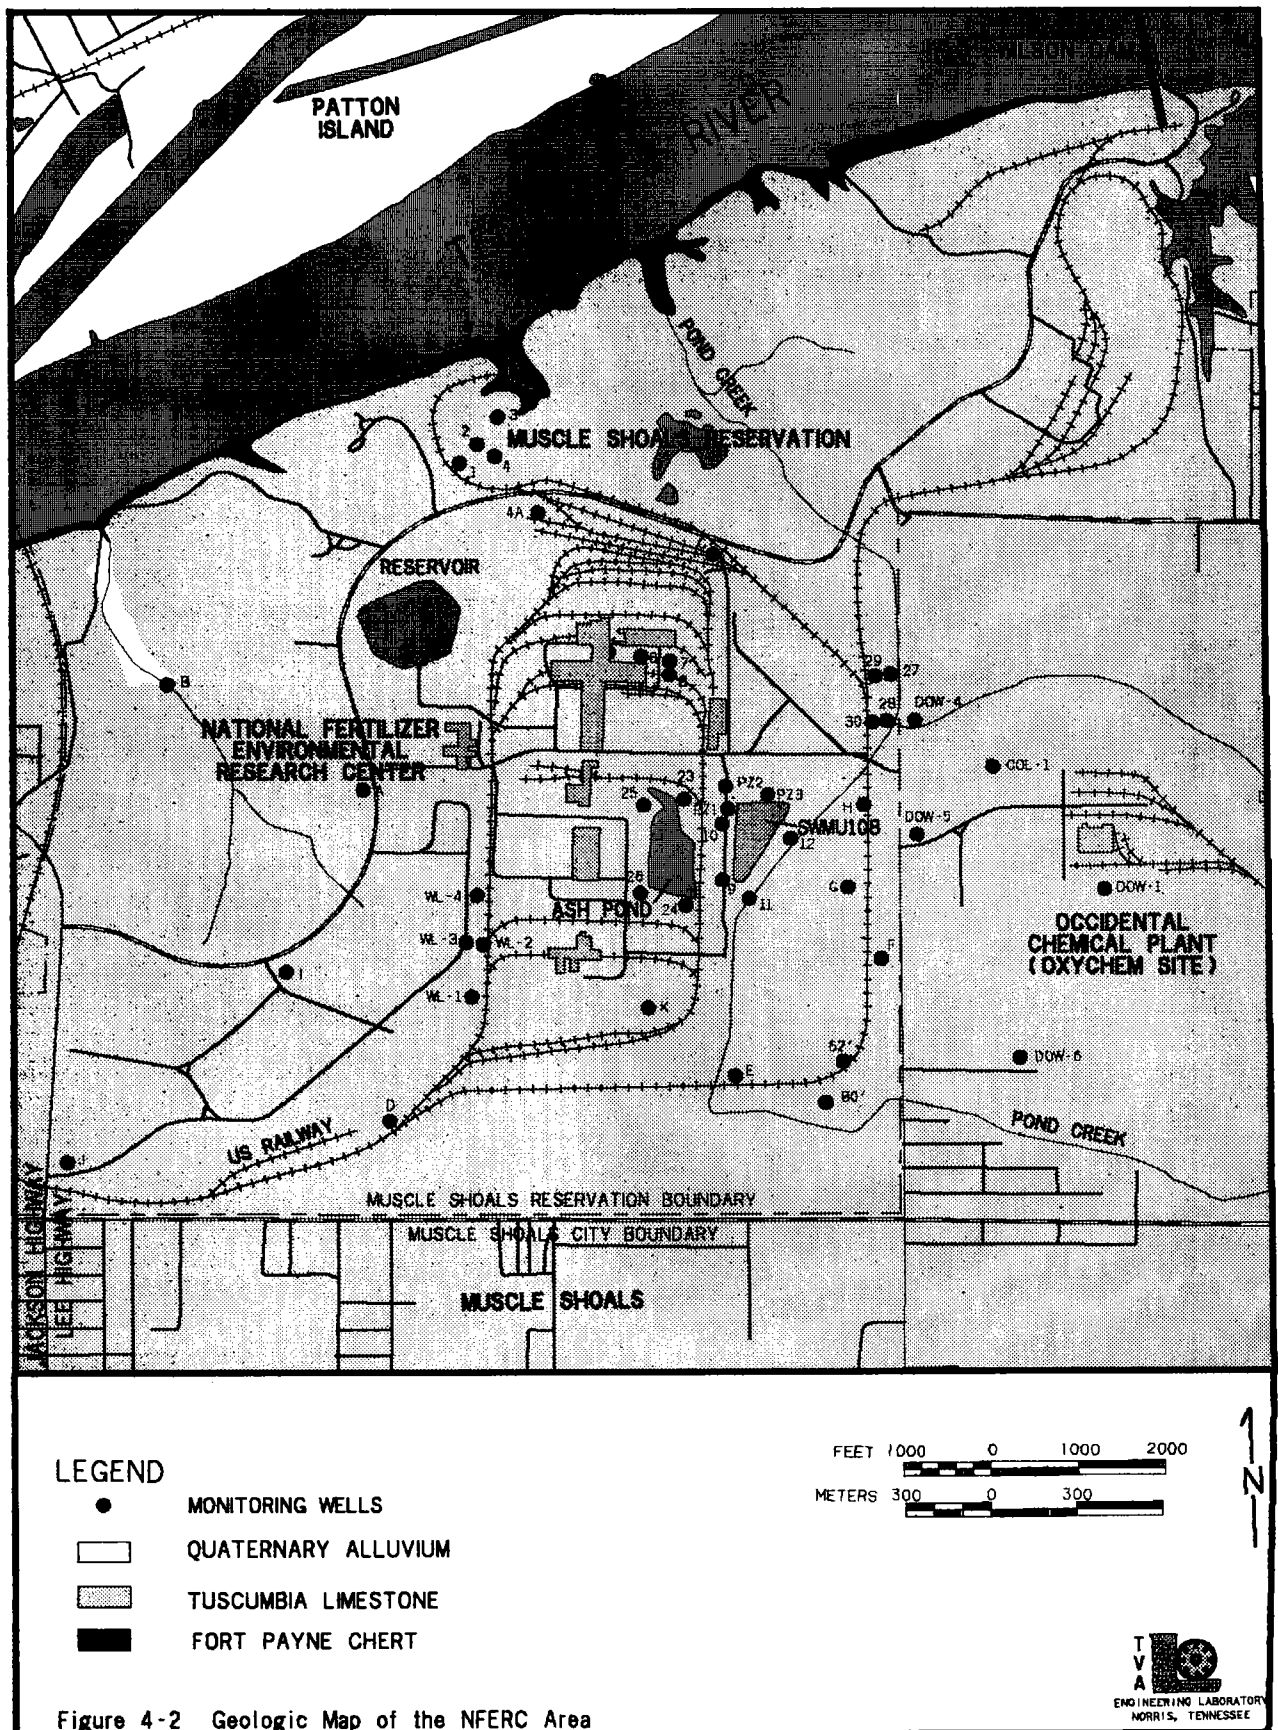 WILSON DAM
PATTON
ISLAND
RIVER
POND CREEK
3
2
MUSCLE SHOALS RESERVATION
1
4
4A
RESERVOIR
7
B
29
27
28
DOW-4
30
NATIONAL FERTILIZER
ENVIRONMENTAL
RESEARCH CENTER
A
COL-1
23
PZ2
PZ3
25
H
10
SWMU108
DOW-5
12
G
DOW-1
WL-4
9
11
ASH POND
24
OCCIDENTAL
CHEMICAL PLANT
(OXYCHEM SITE)
WL-3
WL-2
F
I
WL-1
K
DOW-6
E
D
POND CREEK
US RAILWAY
J
MUSCLE SHOALS RESERVATION BOUNDARY
MUSCLE SHOALS CITY BOUNDARY
JACKSON HIGHWAY
LEE HIGHWAY
MUSCLE SHOALS
LEGEND
MONITORING WELLS
QUATERNARY ALLUVIUM
TUSCUMBIA LIMESTONE
FORT PAYNE CHERT
FEET 1000 0 1000 2000
METERS 300 0 300
N
TVA
ENGINEERING LABORATORY
NORRIS, TENNESSEE
Figure 4-2 Geologic Map of the NFERC Area